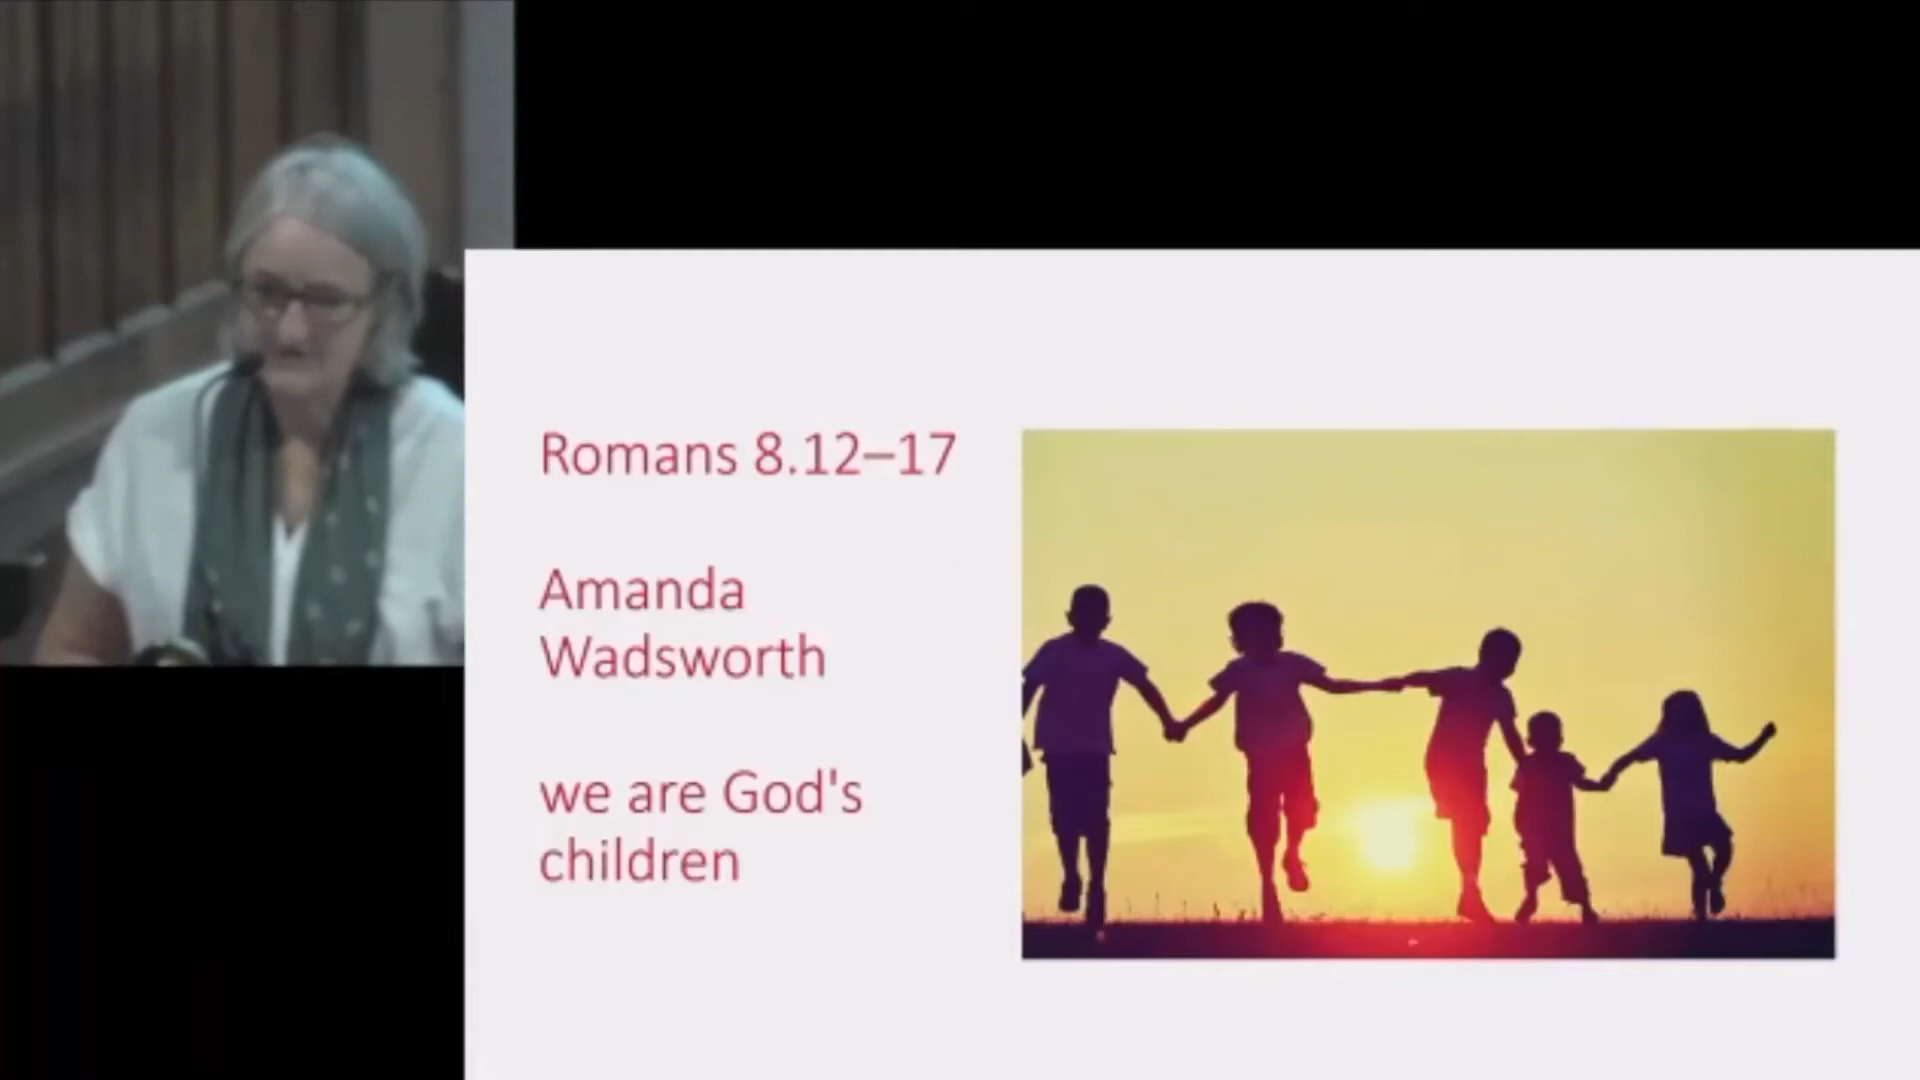 Romans 8.12–17
Amanda
Wadsworth
we are God's
children